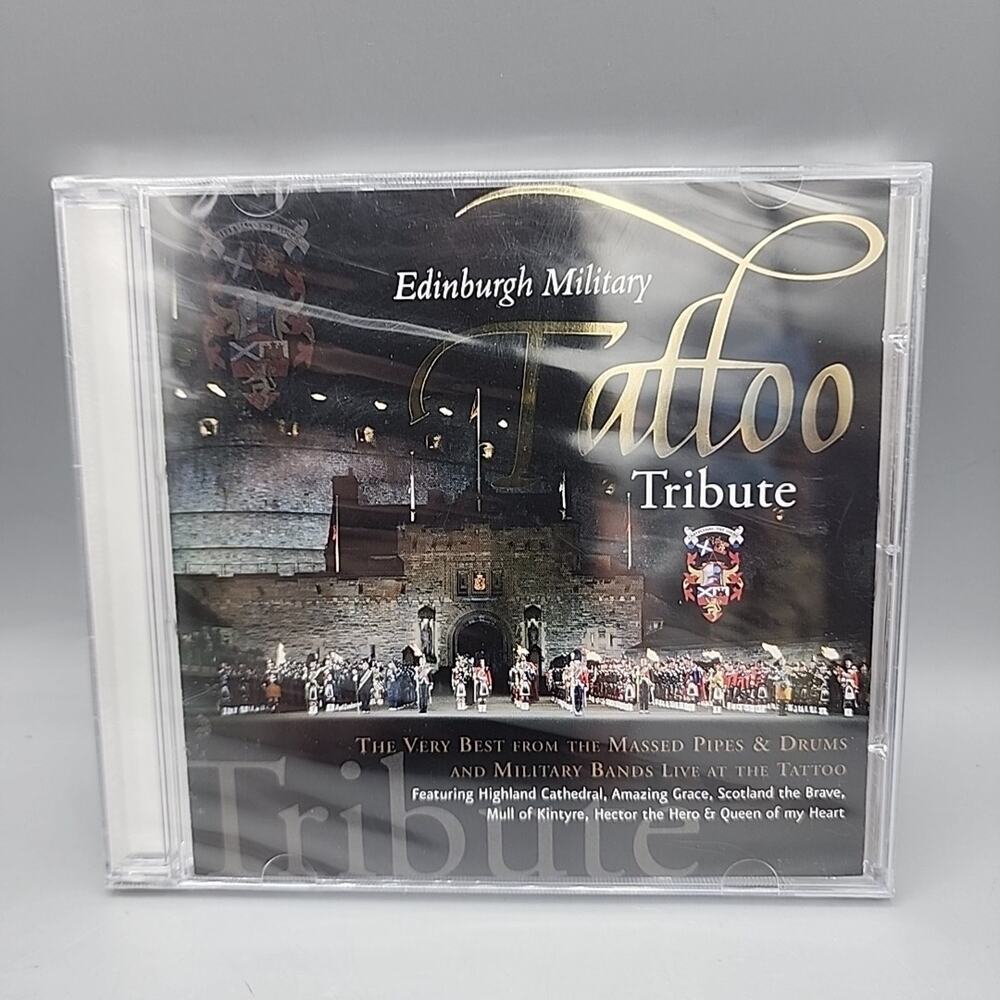 Edinburgh Military
Tattoo
Tribute
The Very Best from the Massed Pipes & Drums
and Military Bands Live at the Tattoo
Featuring Highland Cathedral, Amazing Grace, Scotland the Brave,
Mull of Kintyre, Hector the Hero & Queen of my Heart
Tribute